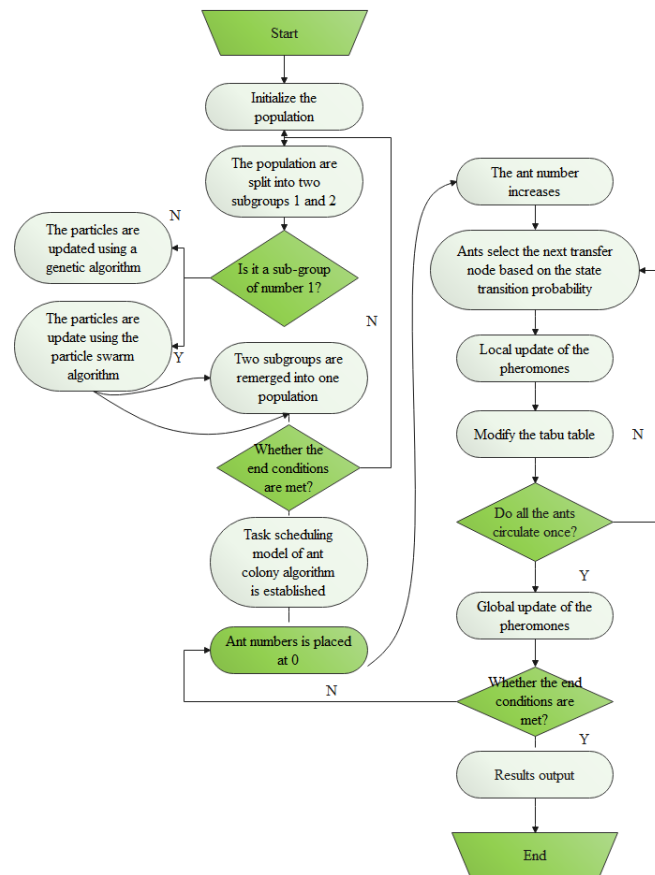 Start
Initialize the
population
The population are
split into two
subgroups 1 and 2
Is it a sub-group
of number 1?
N
The particles are
updated using a
genetic algorithm
The particles are
update using the
particle swarm
algorithm
Y
Two subgroups are
remerged into one
population
N
Whether the
end conditions
are met?
Task scheduling
model of ant
colony algorithm
is established
Ant numbers is placed
at 0
N
The ant number
increases
Ants select the next transfer
node based on the state
transition probability
Local update of the
pheromones
Modify the tabu table
N
Do all the ants
circulate once?
Y
Global update of the
pheromones
Whether the end
conditions are
met?
Y
Results output
End